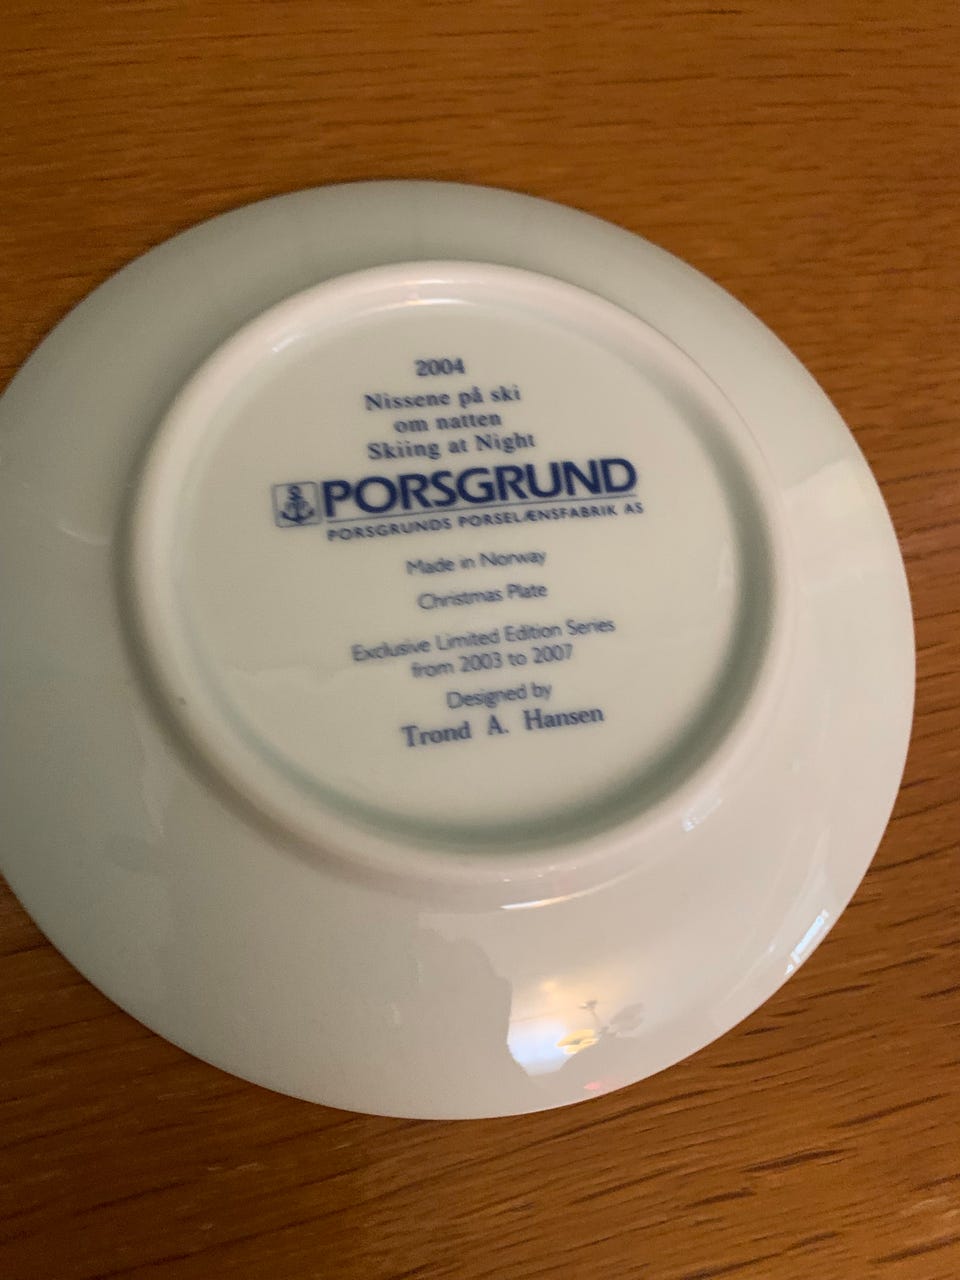 2004
Nissene på ski
om natten
Skiing at Night
PORSGRUND
PORSGRUNDS PORSELÆNSFABRIK AS
Made in Norway
Christmas Plate
Exclusive Limited Edition Series
from 2003 to 2007
Designed by
Trond A. Hansen